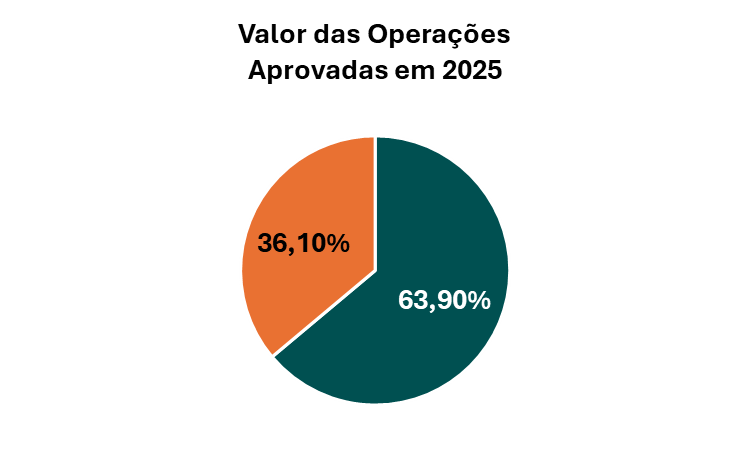 Valor das Operações
Aprovadas em 2025
36,10%
63,90%